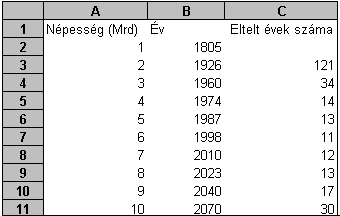 A B C
1 Népesség (Mrd) Év Eltelt évek száma
2 1 1805
3 2 1926 121
4 3 1960 34
5 4 1974 14
6 5 1987 13
7 6 1998 11
8 7 2010 12
9 8 2023 13
10 9 2040 17
11 10 2070 30